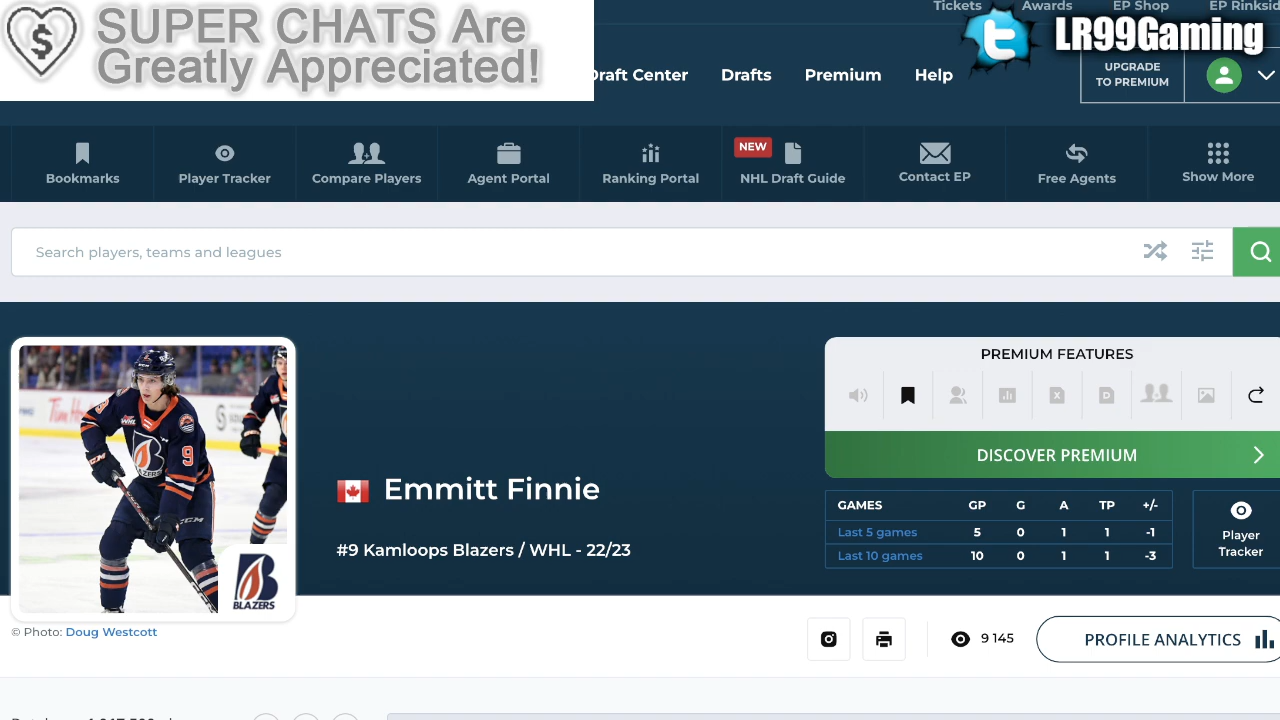 SUPER CHATS Are
Greatly Appreciated!
Tickets
Awards
EP Shop
LR99Gaming
Draft Center
Drafts
Premium
Help
UPGRADE
TO PREMIUM
Bookmarks
Player Tracker
Compare Players
Agent Portal
Ranking Portal
NEW
NHL Draft Guide
Contact EP
Free Agents
Show More
Search players, teams and leagues
PREMIUM FEATURES
DISCOVER PREMIUM
Emmitt Finnie
#9 Kamloops Blazers / WHL - 22/23
GAMES GP G A TP +/-
Last 5 games 5 0 1 1 -1
Last 10 games 10 0 1 1 -3
Player
Tracker
9
BLAZERS
© Photo: Doug Westcott
9 145
PROFILE ANALYTICS